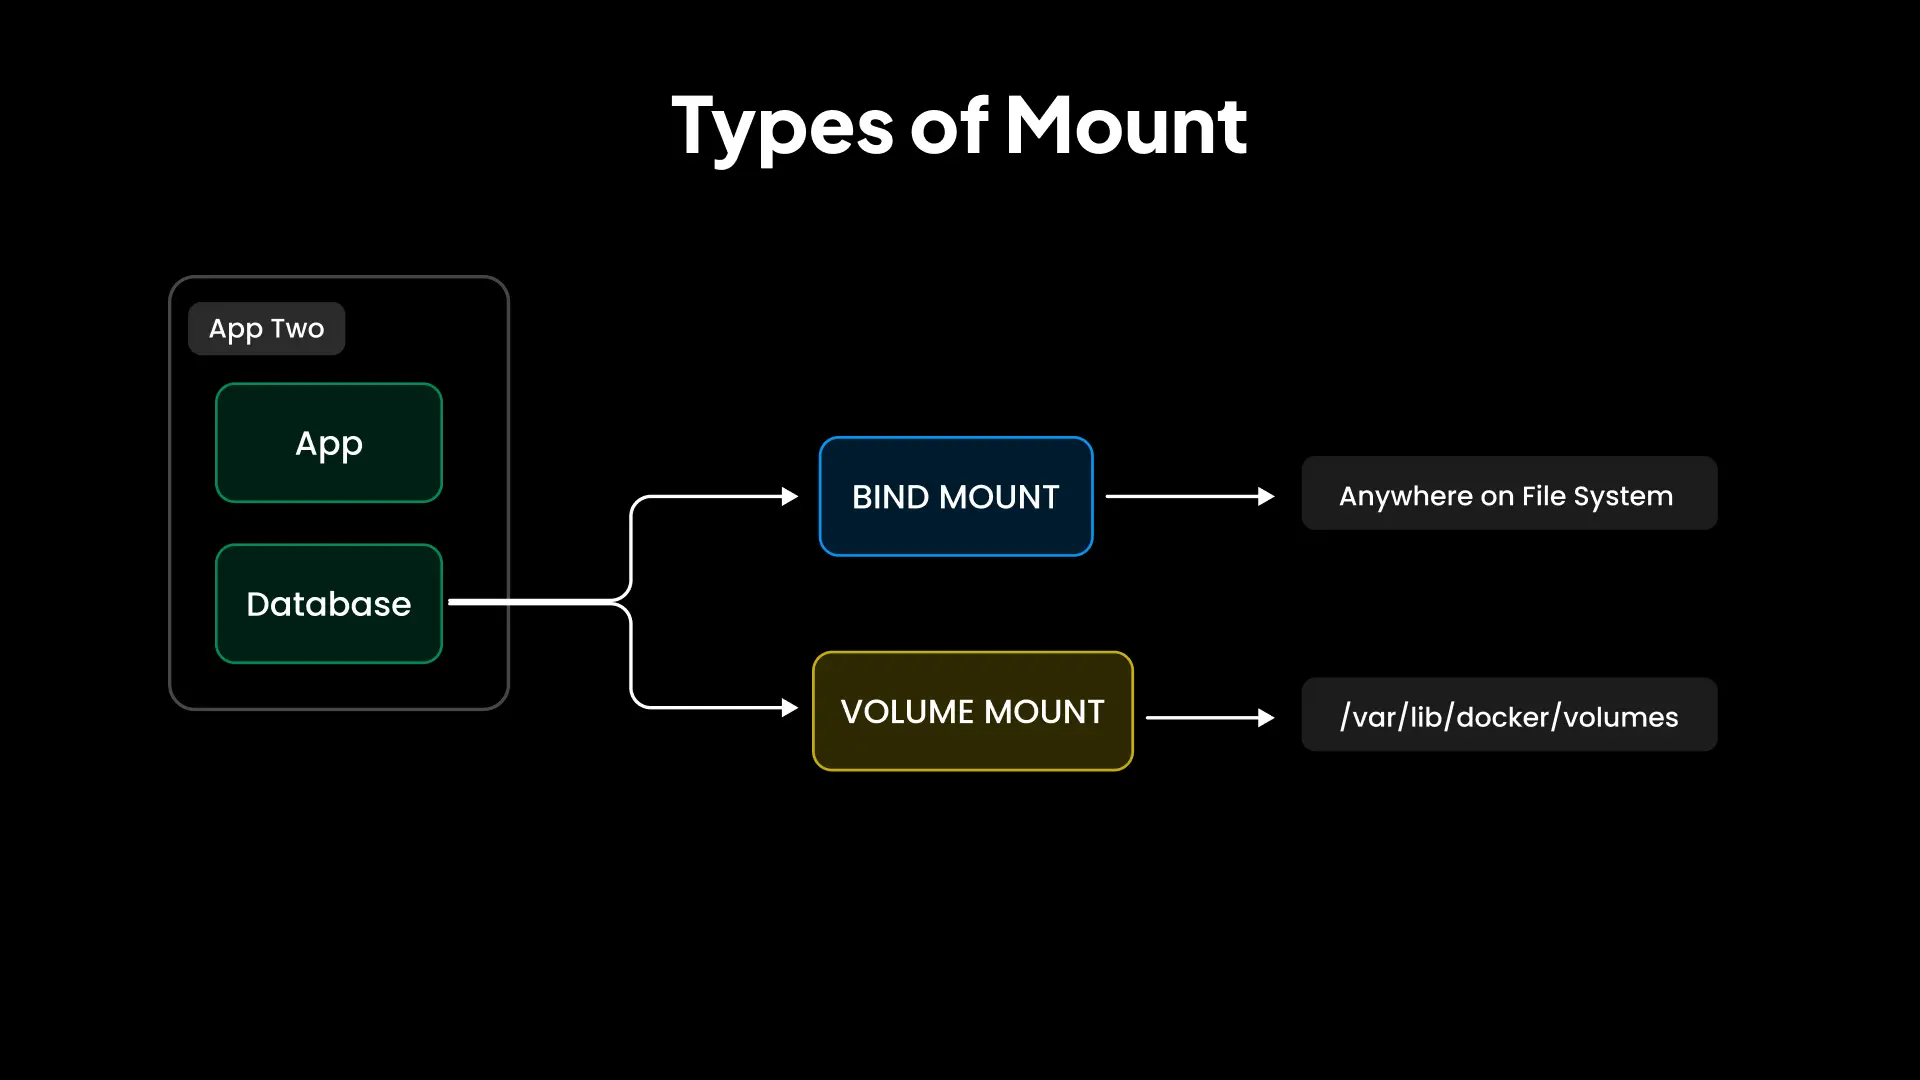 Types of Mount
App Two
App
Database
BIND MOUNT
Anywhere on File System
VOLUME MOUNT
/var/lib/docker/volumes